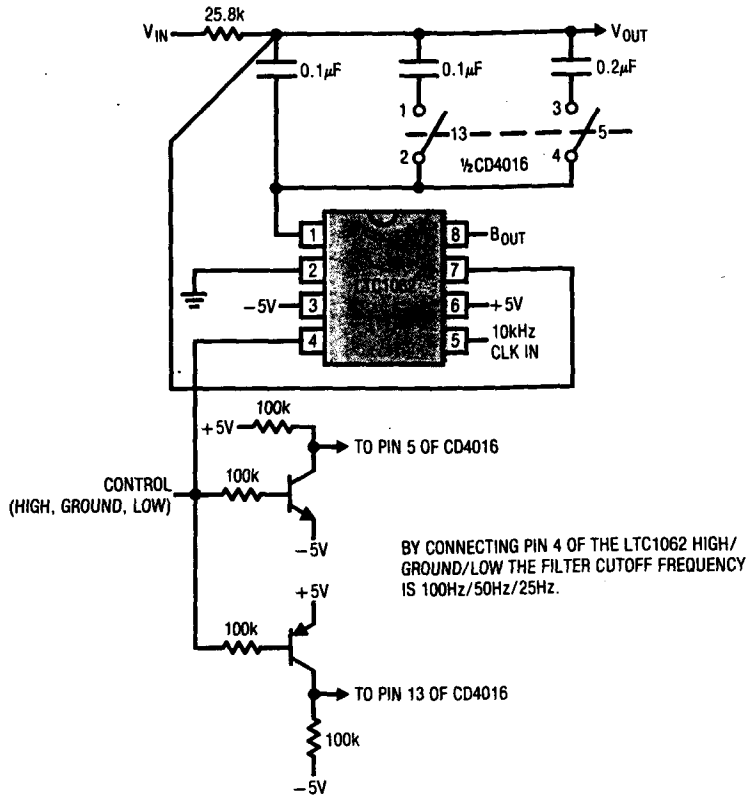 25.8k
VIN
VOUT
0.1µF
0.1µF
0.2µF
1
3
13
5
2
4
½CD4016
1
8
BOUT
2
7
LTC1062
−5V
3
6
+5V
4
5
10kHz
CLK IN
100k
+5V
TO PIN 5 OF CD4016
100k
CONTROL
(HIGH, GROUND, LOW)
−5V
BY CONNECTING PIN 4 OF THE LTC1062 HIGH/
GROUND/LOW THE FILTER CUTOFF FREQUENCY
IS 100Hz/50Hz/25Hz.
+5V
100k
TO PIN 13 OF CD4016
100k
−5V